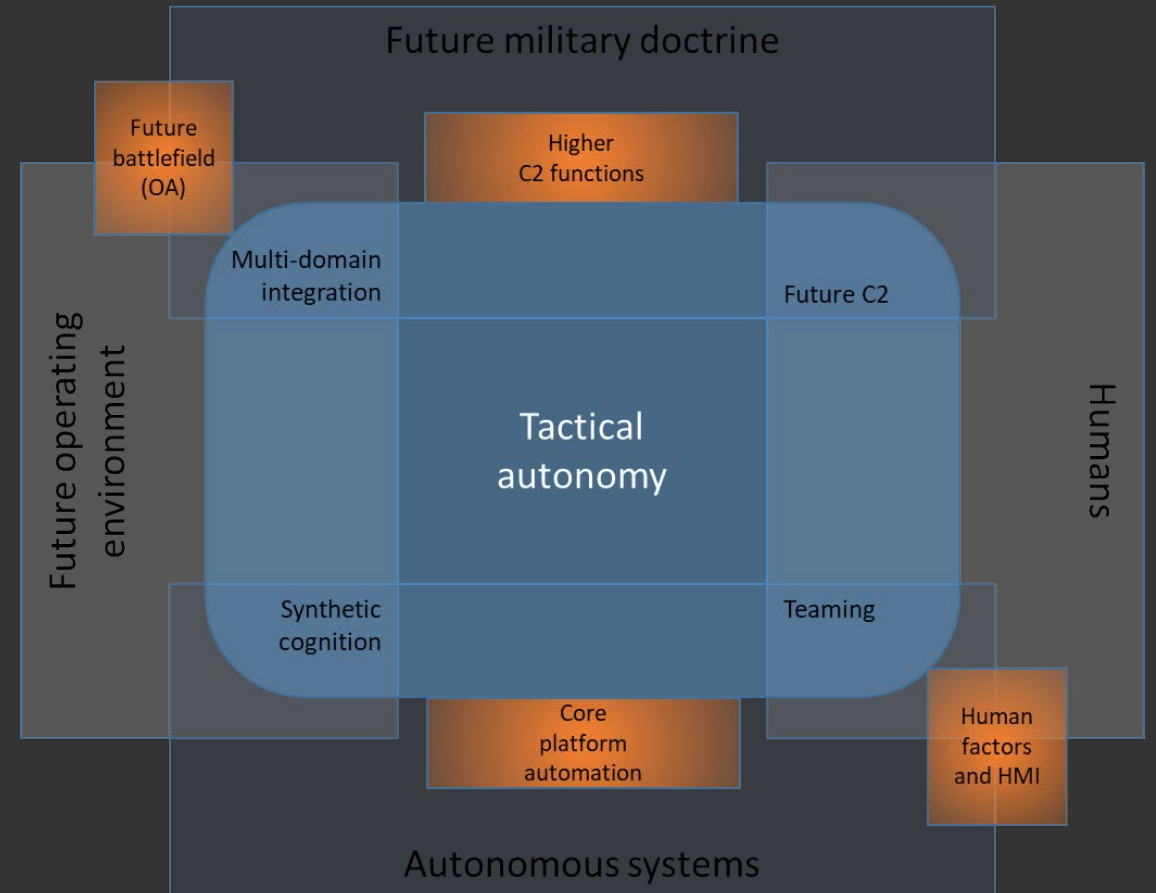 Future military doctrine
Future
battlefield
(OA)
Higher
C2 functions
Multi-domain
integration
Future C2
Future operating
environment
Tactical
autonomy
Humans
Synthetic
cognition
Teaming
Core
platform
automation
Human
factors
and HMI
Autonomous systems